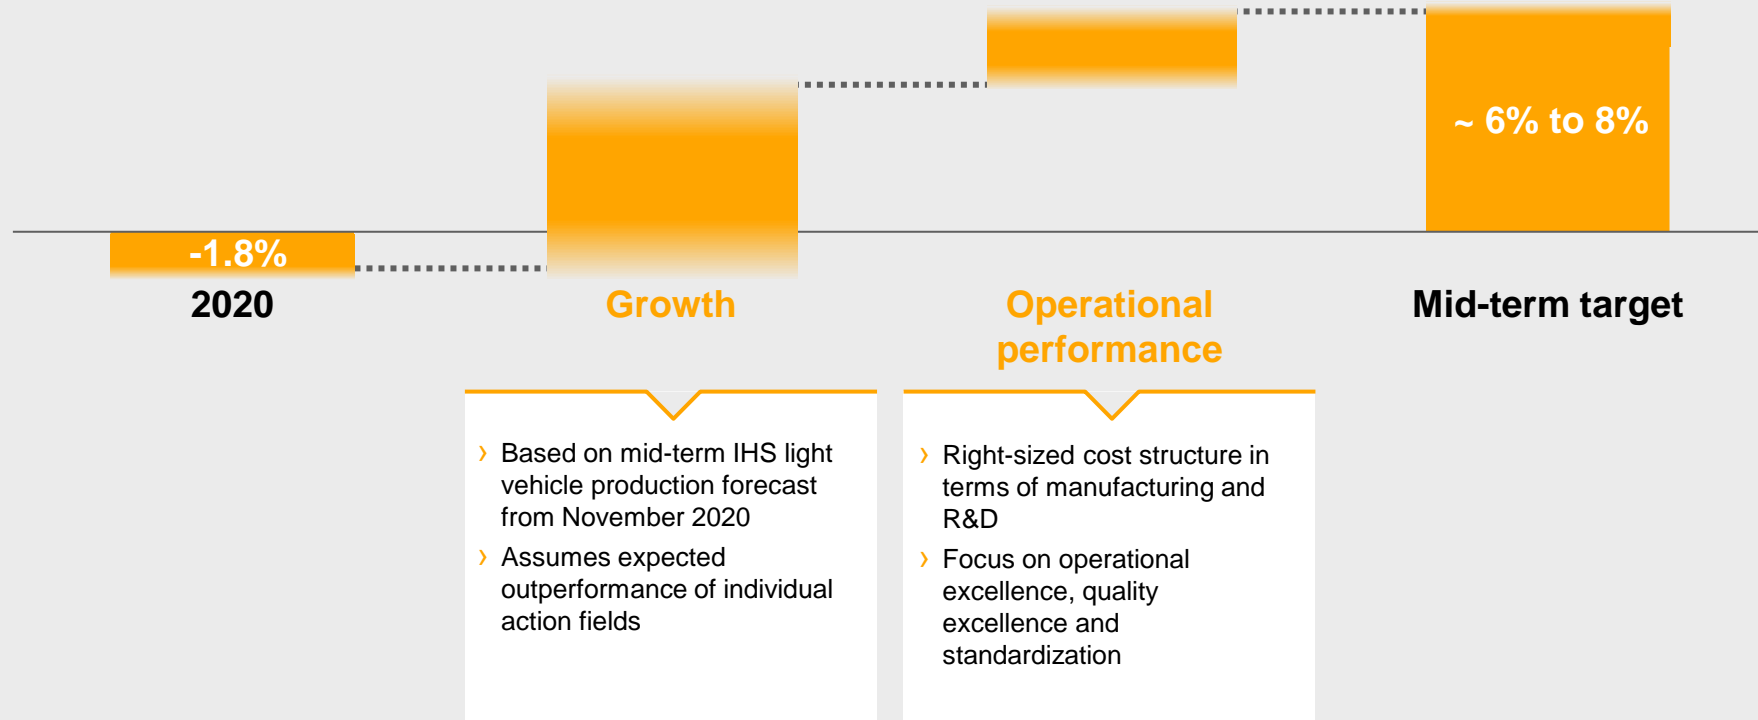 ~ 6% to 8%
-1.8%
2020
Growth
Operational
performance
Mid-term target
› Based on mid-term IHS light
vehicle production forecast
from November 2020
› Assumes expected
outperformance of individual
action fields
› Right-sized cost structure in
terms of manufacturing and
R&D
› Focus on operational
excellence, quality
excellence and
standardization